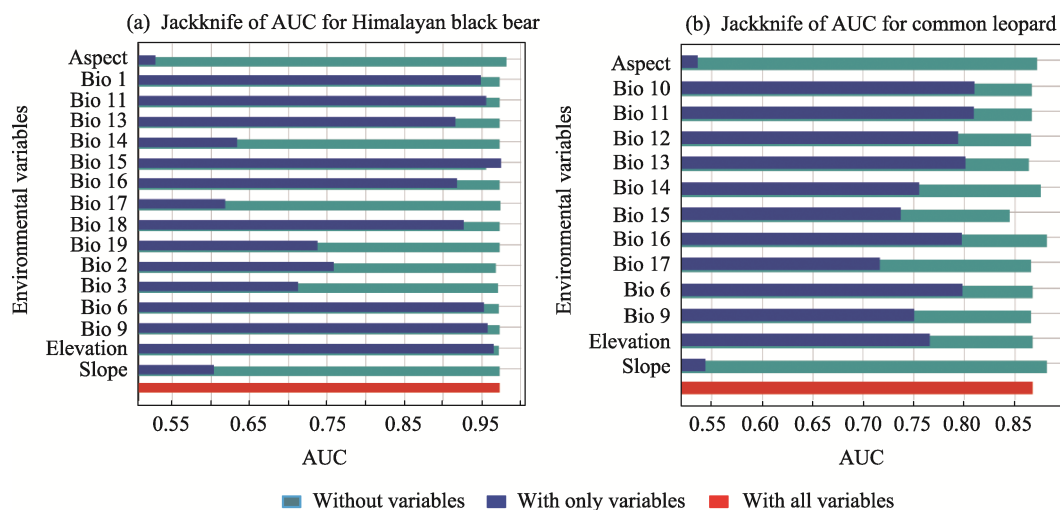 (a) Jackknife of AUC for Himalayan black bear
Environmental variables
Aspect
Bio 1
Bio 11
Bio 13
Bio 14
Bio 15
Bio 16
Bio 17
Bio 18
Bio 19
Bio 2
Bio 3
Bio 6
Bio 9
Elevation
Slope
0.55 0.65 0.75 0.85 0.95
AUC
(b) Jackknife of AUC for common leopard
Environmental variables
Aspect
Bio 10
Bio 11
Bio 12
Bio 13
Bio 14
Bio 15
Bio 16
Bio 17
Bio 6
Bio 9
Elevation
Slope
0.55 0.60 0.65 0.70 0.75 0.80 0.85
AUC
Without variables With only variables With all variables